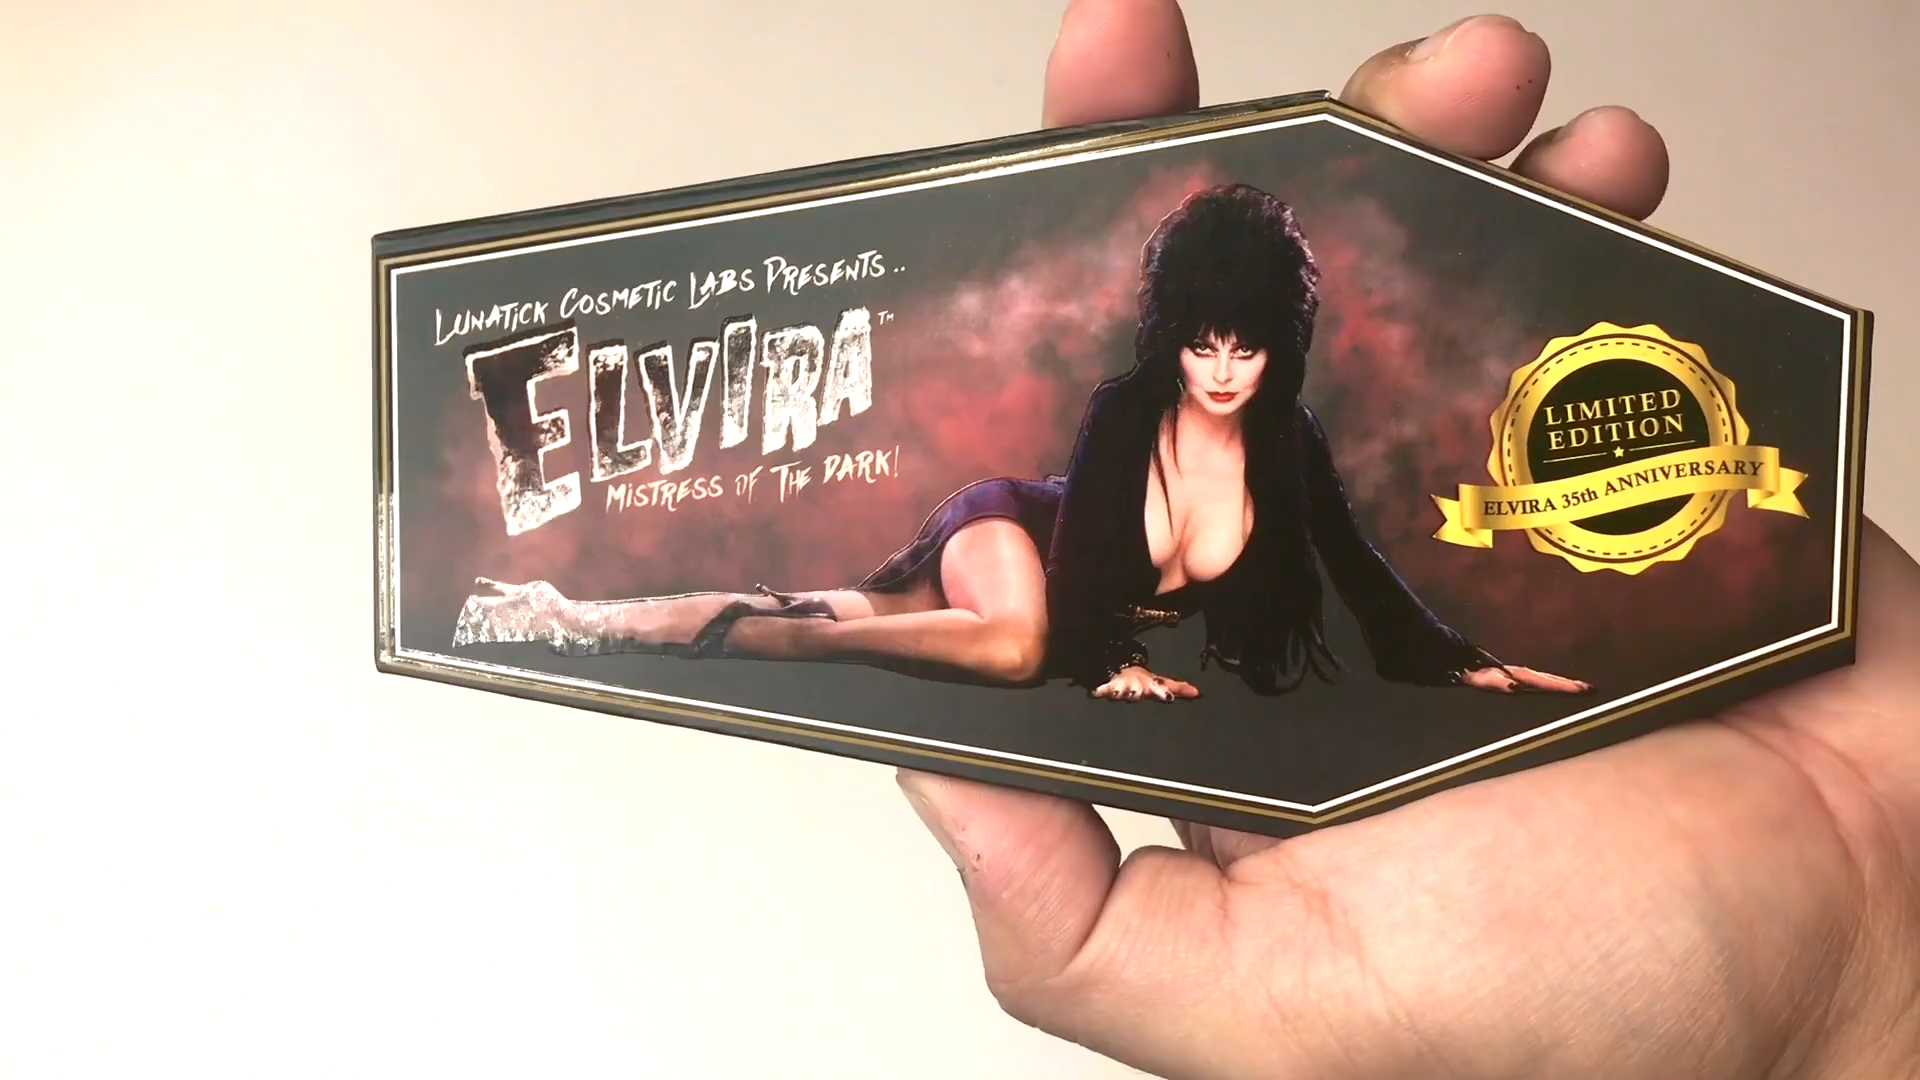 LUNATICK COSMETIC LABS PRESENTS..
ELVIRA™
MISTRESS OF THE DARK!
LIMITED
EDITION
ELVIRA 35th ANNIVERSARY